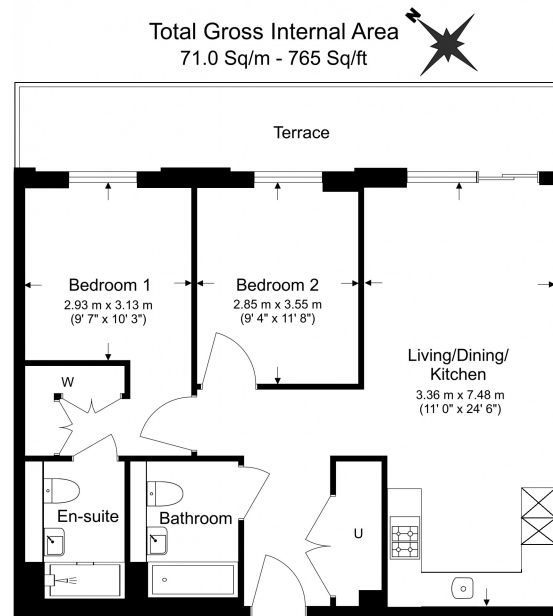 Total Gross Internal Area
71.0 Sq/m - 765 Sq/ft
N
Terrace
Bedroom 1
2.93 m x 3.13 m
(9' 7" x 10' 3")
Bedroom 2
2.85 m x 3.55 m
(9' 4" x 11' 8")
Living/Dining/
Kitchen
3.36 m x 7.48 m
(11' 0" x 24' 6")
W
En-suite
Bathroom
U